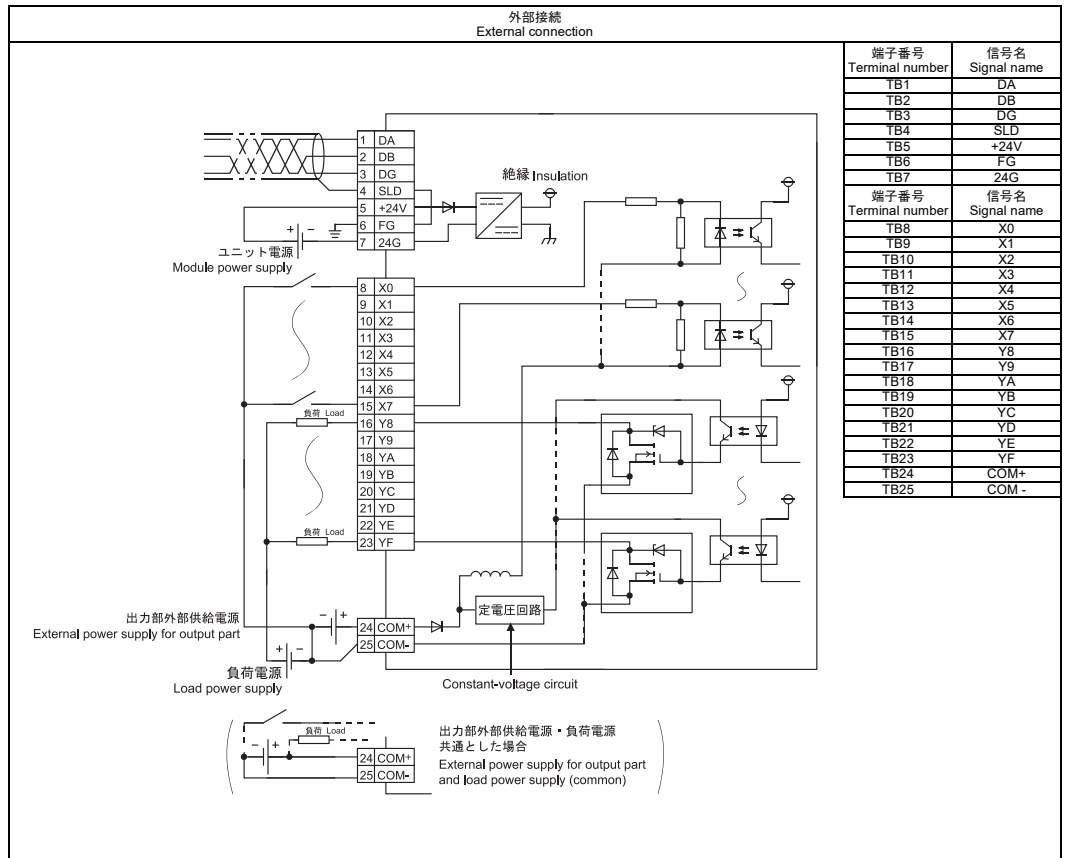 外部接続
External connection
端子番号 信号名
Terminal number Signal name
TB1 DA
TB2 DB
TB3 DG
TB4 SLD
TB5 +24V
TB6 FG
TB7 24G
端子番号 信号名
Terminal number Signal name
TB8 X0
TB9 X1
TB10 X2
TB11 X3
TB12 X4
TB13 X5
TB14 X6
TB15 X7
TB16 Y8
TB17 Y9
TB18 YA
TB19 YB
TB20 YC
TB21 YD
TB22 YE
TB23 YF
TB24 COM+
TB25 COM -
1 DA
2 DB
3 DG
4 SLD
5 +24V
6 FG
7 24G
絶縁 Insulation
+ -
ユニット電源
Module power supply
8 X0
9 X1
10 X2
11 X3
12 X4
13 X5
14 X6
15 X7
負荷 Load
16 Y8
17 Y9
18 YA
19 YB
20 YC
21 YD
22 YE
負荷 Load
23 YF
定電圧回路
出力部外部供給電源
External power supply for output part
- +
24 COM+
25 COM-
+ -
負荷電源
Load power supply
Constant-voltage circuit
負荷 Load
- +
24 COM+
25 COM-
出力部外部供給電源・負荷電源
共通とした場合
External power supply for output part
and load power supply (common)